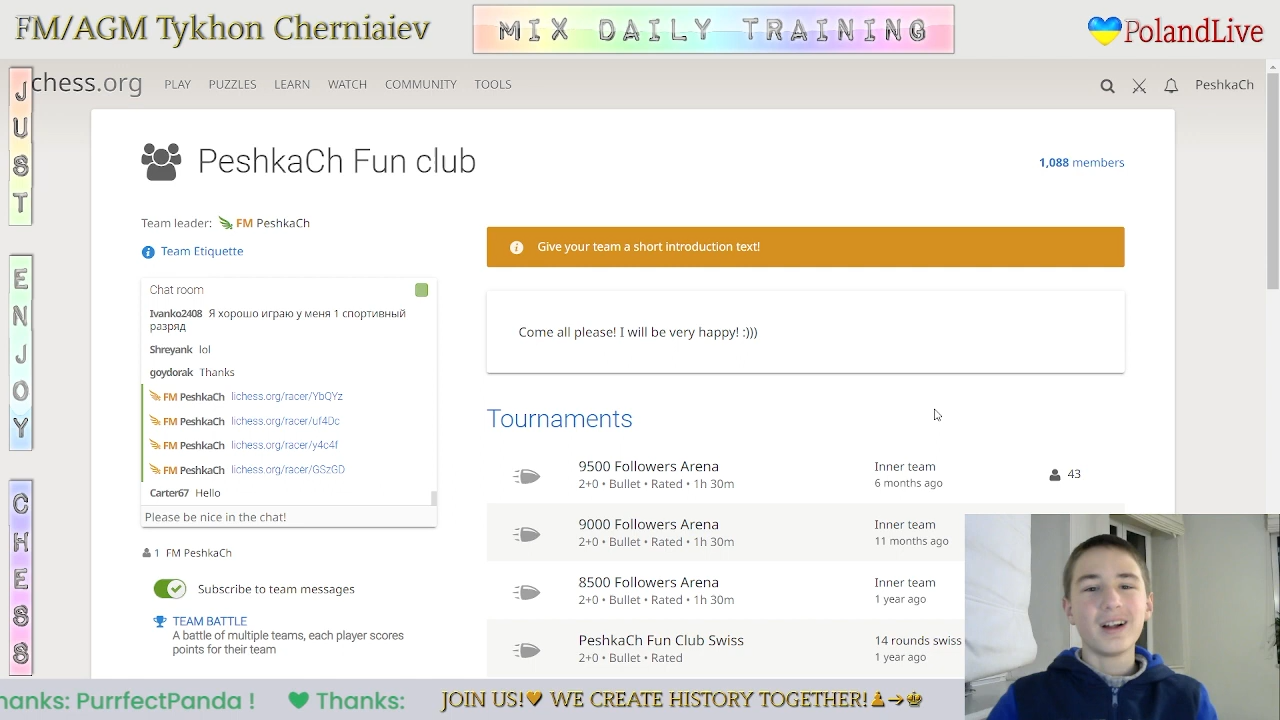 FM/AGM Tykhon Cherniaiev
MIX DAILY TRAINING
PolandLive
JUST
ENJOY
CHESS
chess.org
PLAY PUZZLES LEARN WATCH COMMUNITY TOOLS
PeshkaCh
PeshkaCh Fun club
1,088 members
Team leader: FM PeshkaCh
Team Etiquette
Give your team a short introduction text!
Chat room
Ivanko2408 Я хорошо играю у меня 1 спортивный
разряд
Shreyank lol
goydorak Thanks
FM PeshkaCh lichess.org/racer/YbQYz
FM PeshkaCh lichess.org/racer/uf4Dc
FM PeshkaCh lichess.org/racer/y4c4f
FM PeshkaCh lichess.org/racer/GSzGD
Carter67 Hello
Please be nice in the chat!
1 FM PeshkaCh
Subscribe to team messages
TEAM BATTLE
A battle of multiple teams, each player scores
points for their team
Come all please! I will be very happy! :)))
Tournaments
9500 Followers Arena Inner team
2+0 • Bullet • Rated • 1h 30m 6 months ago 43
9000 Followers Arena Inner team
2+0 • Bullet • Rated • 1h 30m 11 months ago
8500 Followers Arena Inner team
2+0 • Bullet • Rated • 1h 30m 1 year ago
PeshkaCh Fun Club Swiss 14 rounds swiss
2+0 • Bullet • Rated 1 year ago
hanks: PurrfectPanda ! Thanks:
JOIN US! WE CREATE HISTORY TOGETHER!